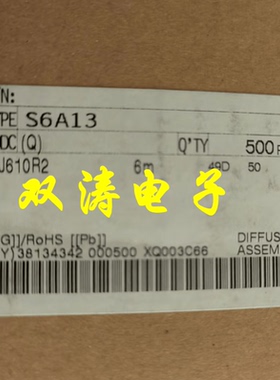 N:
PE S6A13
DC (Q) Q'TY 500
J610R2 6m 49D 50
双涛电子
G]]/RoHS [[Pb]] DIFFUS
Y)38134342 000500 XQ003C66 ASSEM